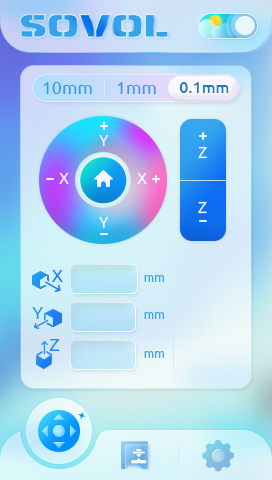 SOVOL
10mm 1mm 0.1mm
+
Y
+
Z
− X X +
Z
−
Y
−
X mm
Y mm
Z mm